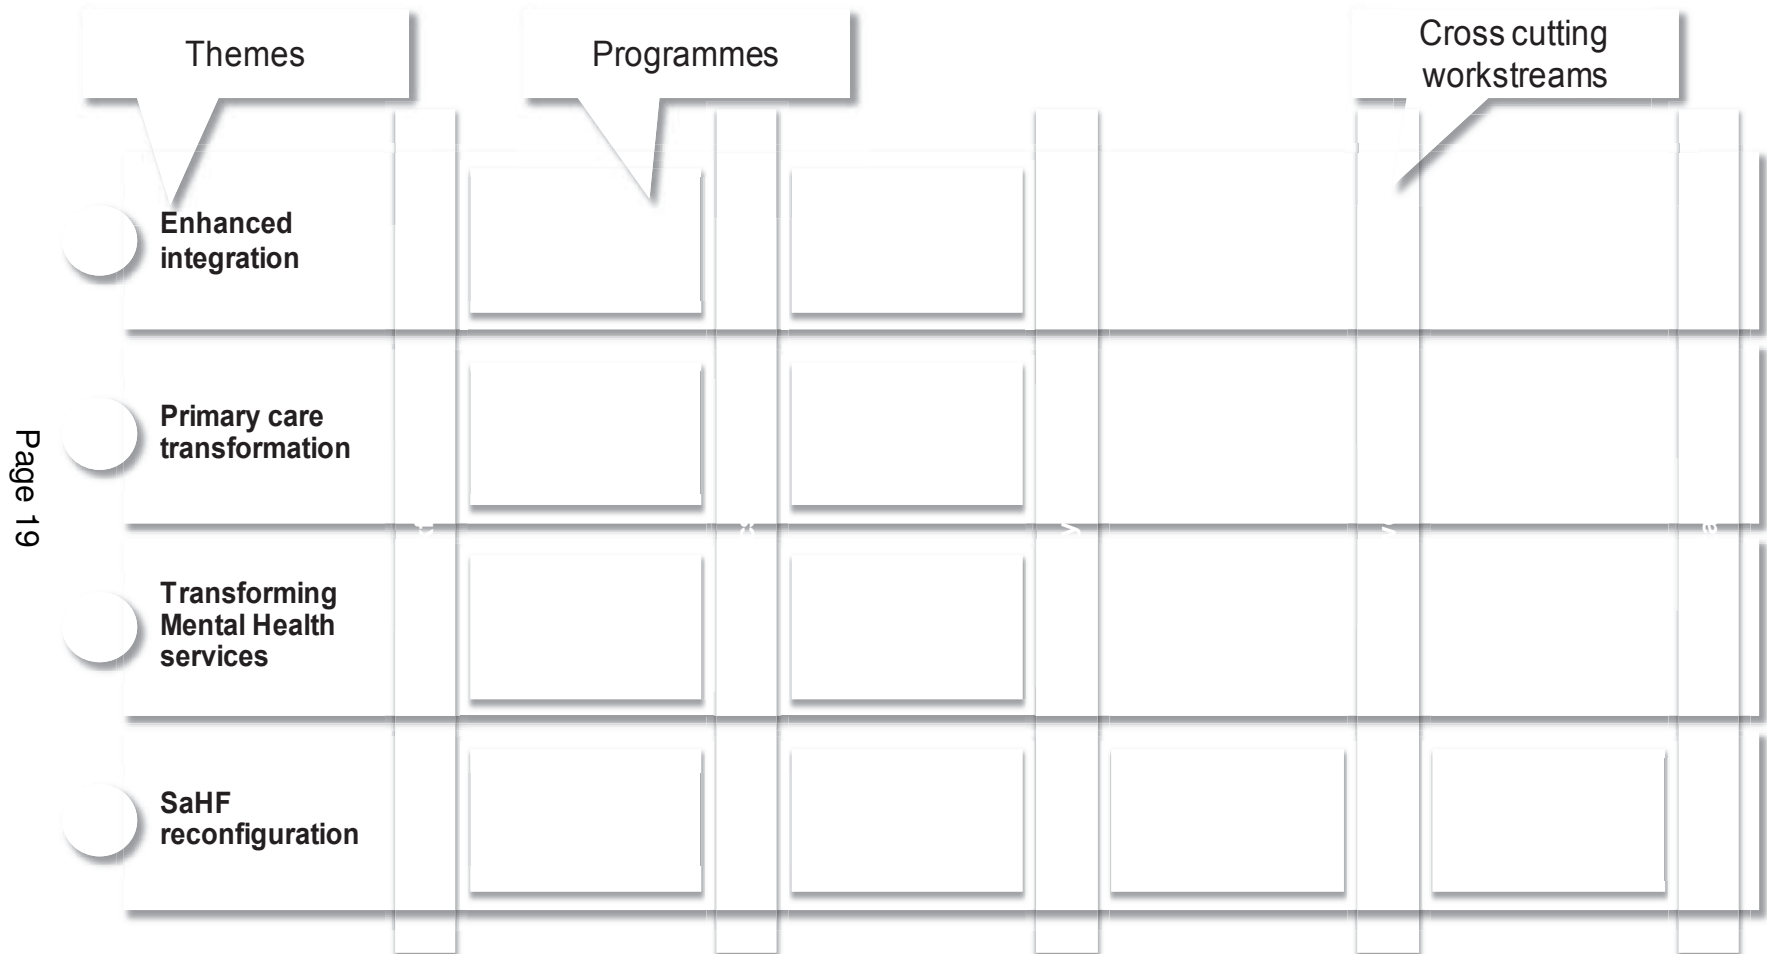 Themes
Programmes
Cross cutting
workstreams
Enhanced
integration
Primary care
transformation
Transforming
Mental Health
services
SaHF
reconfiguration
Page 19